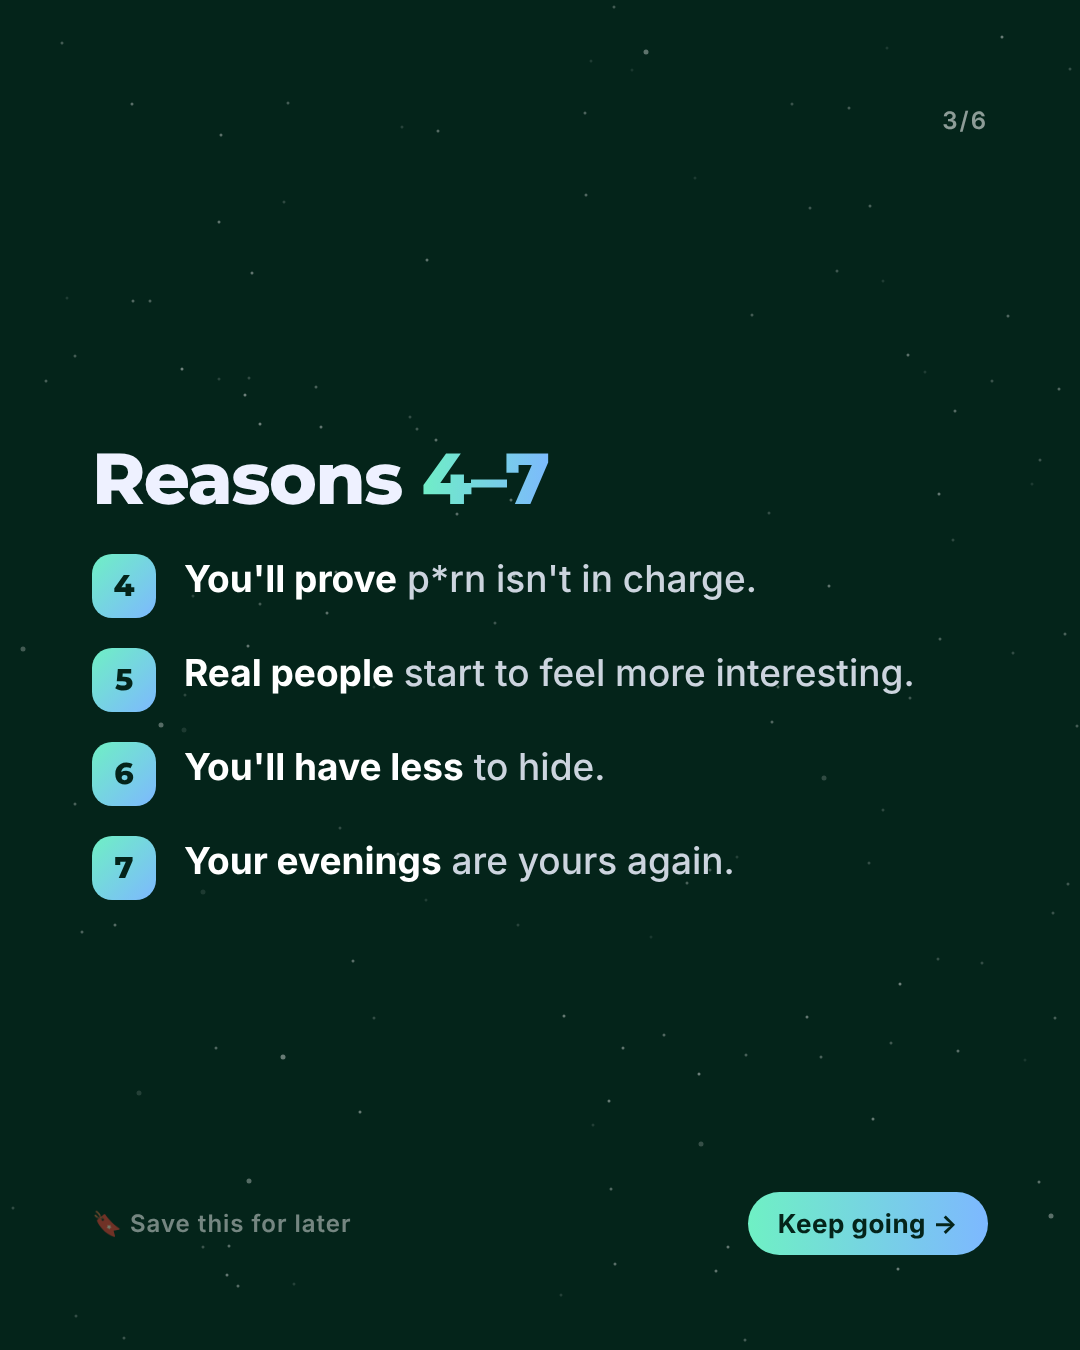 3/6
Reasons 4–7
4 You'll prove p*rn isn't in charge.
5 Real people start to feel more interesting.
6 You'll have less to hide.
7 Your evenings are yours again.
🔖 Save this for later
Keep going →